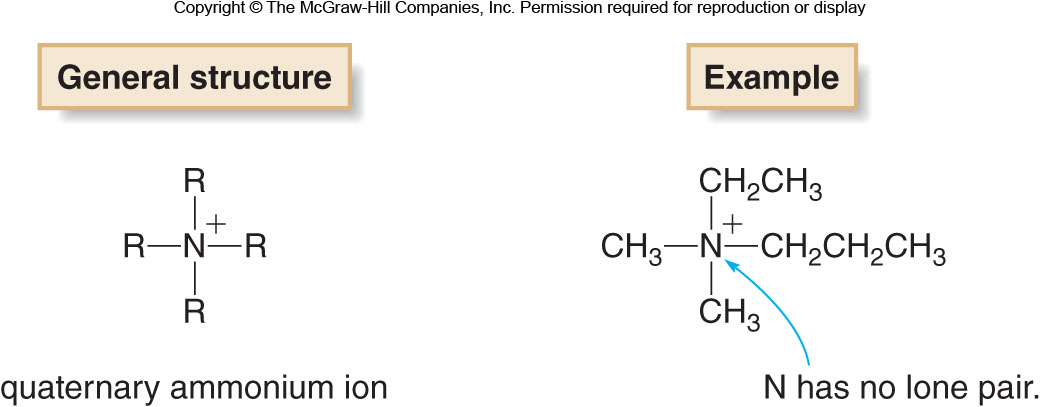 Copyright © The McGraw-Hill Companies, Inc. Permission required for reproduction or display
General structure
Example
R
R—N—R
+
R
CH2CH3
CH3—N—CH2CH2CH3
+
CH3
quaternary ammonium ion
N has no lone pair.